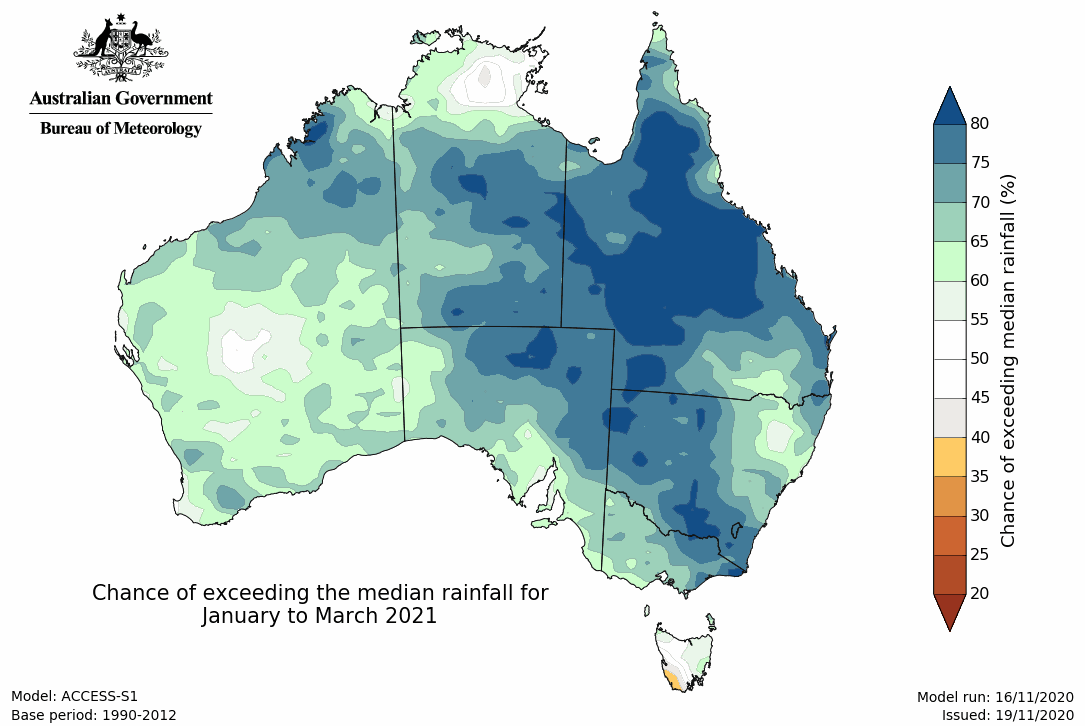 Australian Government
Bureau of Meteorology
80
75
70
65
60
55
50
45
40
35
30
25
20
Chance of exceeding median rainfall (%)
Chance of exceeding the median rainfall for
January to March 2021
Model: ACCESS-S1
Base period: 1990-2012
Model run: 16/11/2020
Issued: 19/11/2020